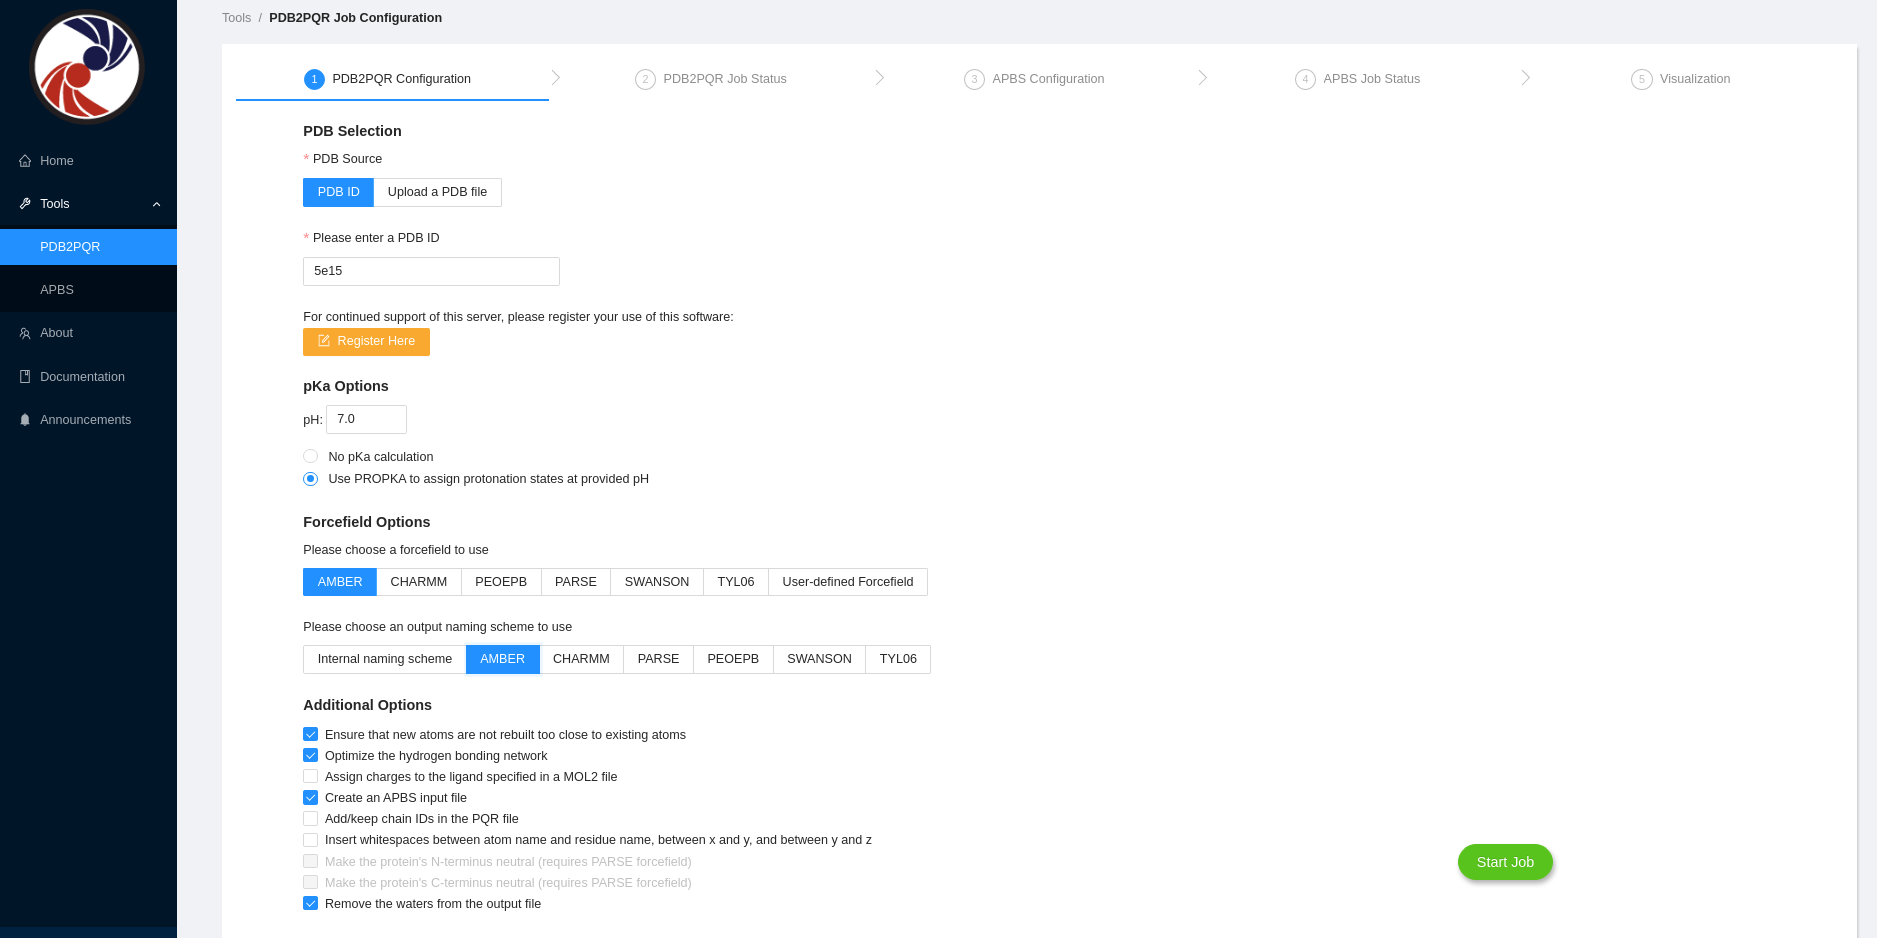 Tools / PDB2PQR Job Configuration
1 PDB2PQR Configuration
2 PDB2PQR Job Status
3 APBS Configuration
4 APBS Job Status
5 Visualization
Home
Tools
PDB2PQR
APBS
About
Documentation
Announcements
PDB Selection
* PDB Source
PDB ID Upload a PDB file
* Please enter a PDB ID
5e15
For continued support of this server, please register your use of this software:
Register Here
pKa Options
pH: 7.0
No pKa calculation
Use PROPKA to assign protonation states at provided pH
Forcefield Options
Please choose a forcefield to use
AMBER CHARMM PEOEPB PARSE SWANSON TYL06 User-defined Forcefield
Please choose an output naming scheme to use
Internal naming scheme AMBER CHARMM PARSE PEOEPB SWANSON TYL06
Additional Options
Ensure that new atoms are not rebuilt too close to existing atoms
Optimize the hydrogen bonding network
Assign charges to the ligand specified in a MOL2 file
Create an APBS input file
Add/keep chain IDs in the PQR file
Insert whitespaces between atom name and residue name, between x and y, and between y and z
Make the protein's N-terminus neutral (requires PARSE forcefield)
Make the protein's C-terminus neutral (requires PARSE forcefield)
Remove the waters from the output file
Start Job